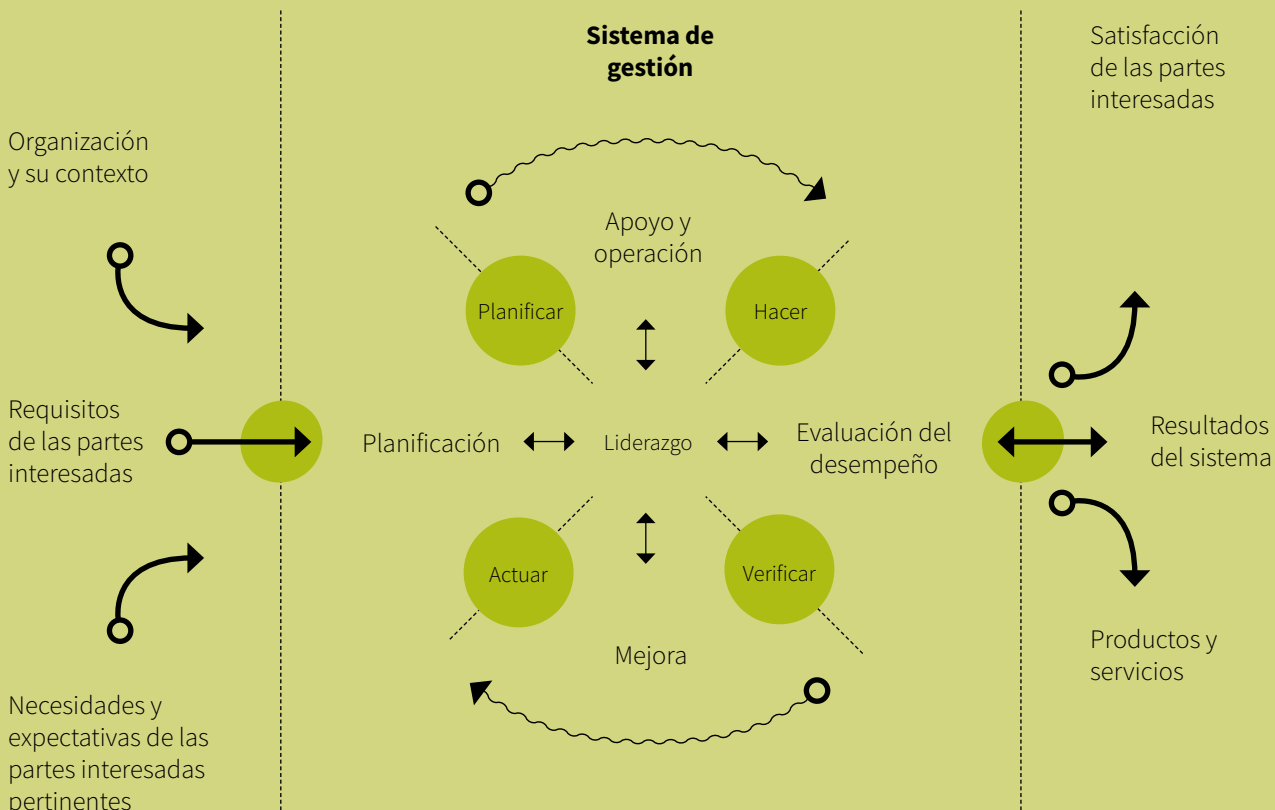 Organización
y su contexto
Requisitos
de las partes
interesadas
Necesidades y
expectativas de las
partes interesadas
pertinentes
Sistema de
gestión
Apoyo y
operación
Planificar
Hacer
Planificación
Liderazgo
Evaluación del
desempeño
Actuar
Verificar
Mejora
Satisfacción
de las partes
interesadas
Resultados
del sistema
Productos y
servicios